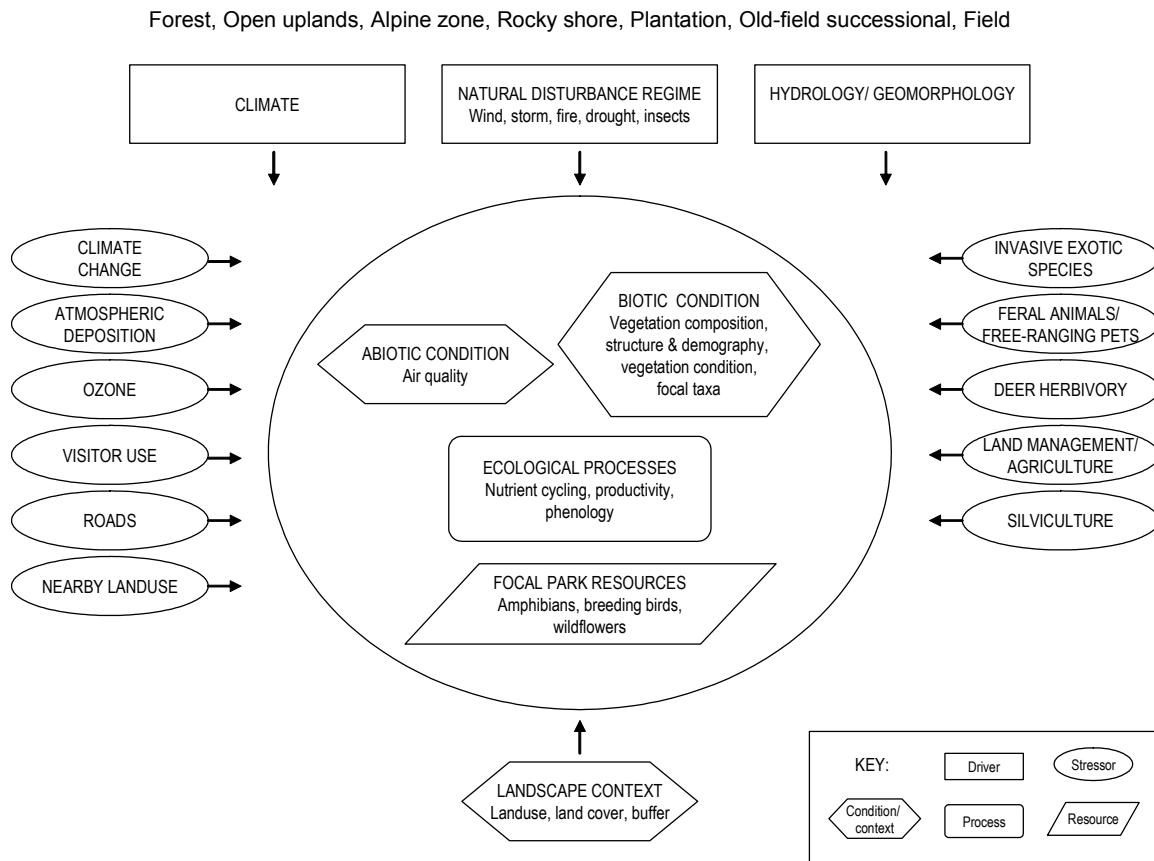 Forest, Open uplands, Alpine zone, Rocky shore, Plantation, Old-field successional, Field
CLIMATE
NATURAL DISTURBANCE REGIME
Wind, storm, fire, drought, insects
HYDROLOGY/ GEOMORPHOLOGY
CLIMATE
CHANGE
ATMOSPHERIC
DEPOSITION
OZONE
VISITOR USE
ROADS
NEARBY LANDUSE
ABIOTIC CONDITION
Air quality
BIOTIC CONDITION
Vegetation composition,
structure & demography,
vegetation condition,
focal taxa
ECOLOGICAL PROCESSES
Nutrient cycling, productivity,
phenology
FOCAL PARK RESOURCES
Amphibians, breeding birds,
wildflowers
INVASIVE EXOTIC
SPECIES
FERAL ANIMALS/
FREE-RANGING PETS
DEER HERBIVORY
LAND MANAGEMENT/
AGRICULTURE
SILVICULTURE
LANDSCAPE CONTEXT
Landuse, land cover, buffer
KEY:
Driver
Stressor
Condition/
context
Process
Resource